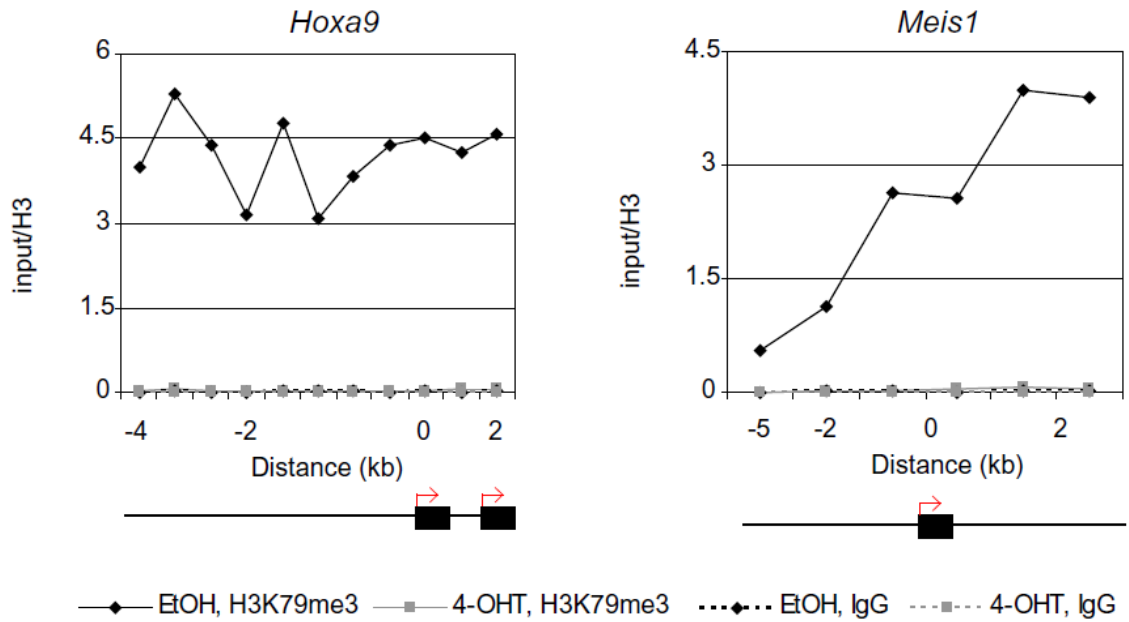 Hoxa9
6
4.5
3
1.5
0
input/H3
-4 -2 0 2
Distance (kb)
Meis1
4.5
3
1.5
0
input/H3
-5 -2 0 2
Distance (kb)
EtOH, H3K79me3 4-OHT, H3K79me3 EtOH, IgG 4-OHT, IgG